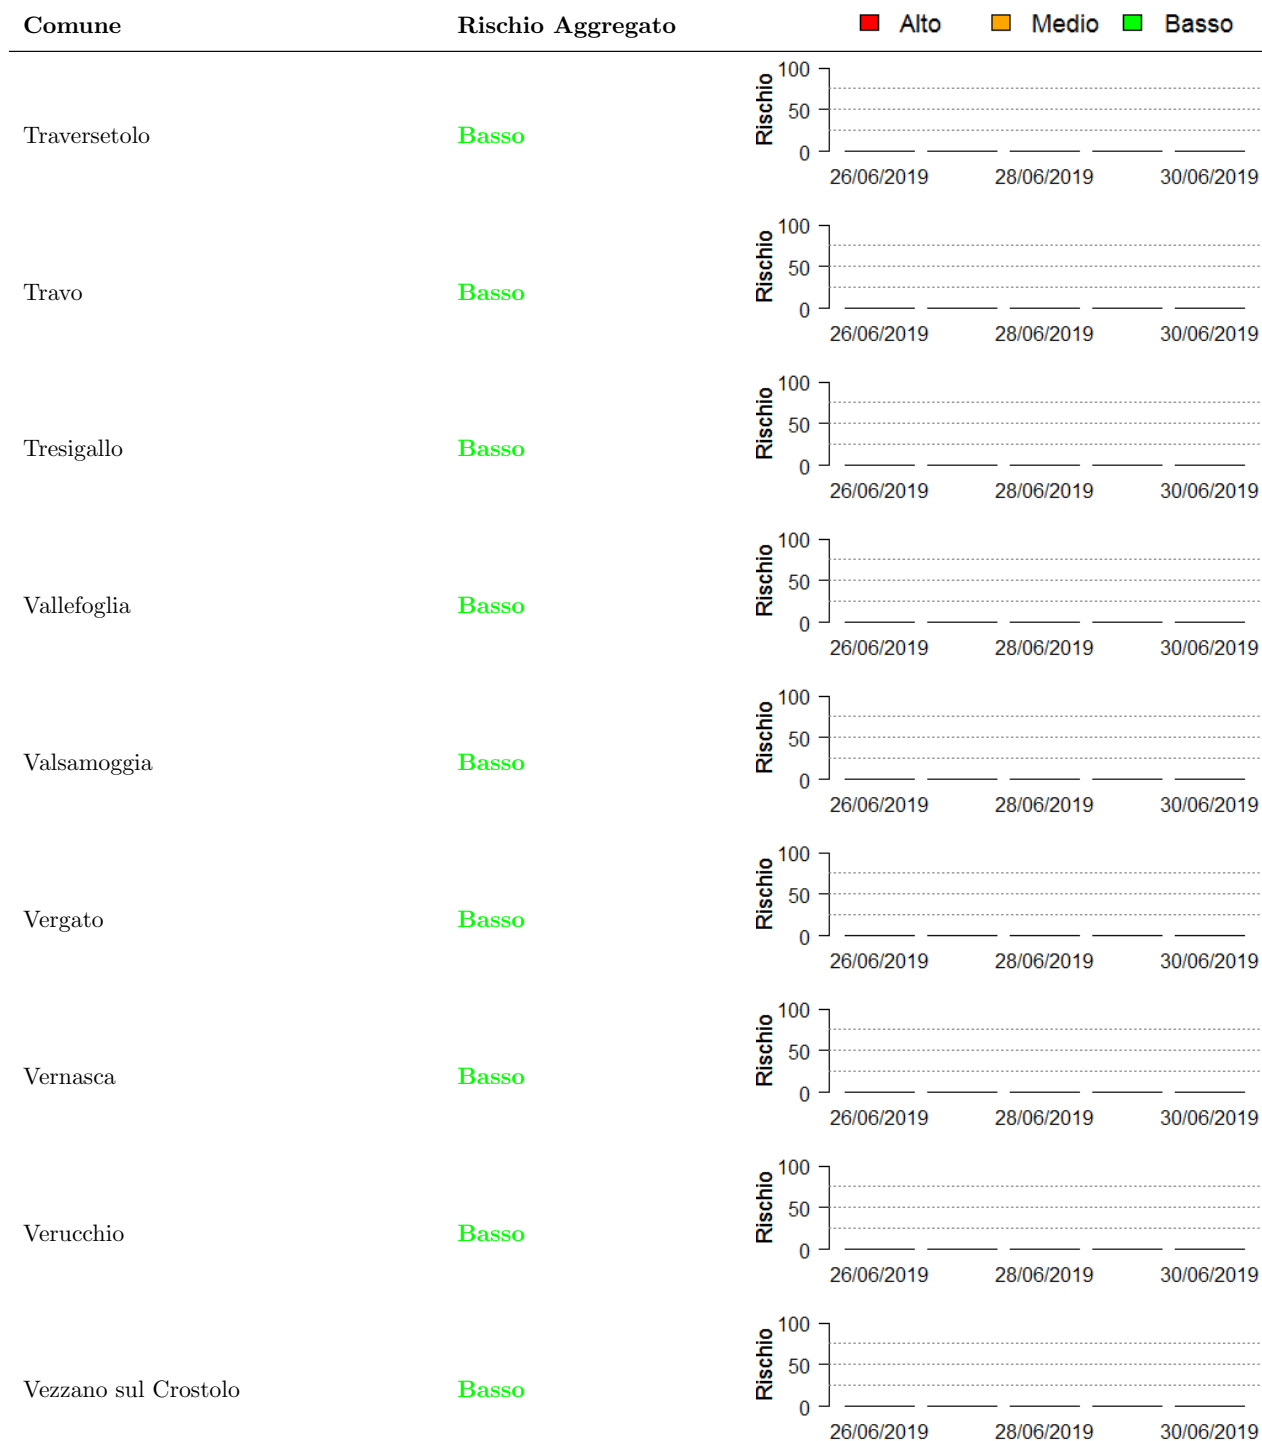 Comune Rischio Aggregato Alto Medio Basso
Traversetolo Basso Rischio 100 50 0
26/06/2019 28/06/2019 30/06/2019
Travo Basso Rischio 100 50 0
26/06/2019 28/06/2019 30/06/2019
Tresigallo Basso Rischio 100 50 0
26/06/2019 28/06/2019 30/06/2019
Vallefoglia Basso Rischio 100 50 0
26/06/2019 28/06/2019 30/06/2019
Valsamoggia Basso Rischio 100 50 0
26/06/2019 28/06/2019 30/06/2019
Vergato Basso Rischio 100 50 0
26/06/2019 28/06/2019 30/06/2019
Vernasca Basso Rischio 100 50 0
26/06/2019 28/06/2019 30/06/2019
Verucchio Basso Rischio 100 50 0
26/06/2019 28/06/2019 30/06/2019
Vezzano sul Crostolo Basso Rischio 100 50 0
26/06/2019 28/06/2019 30/06/2019